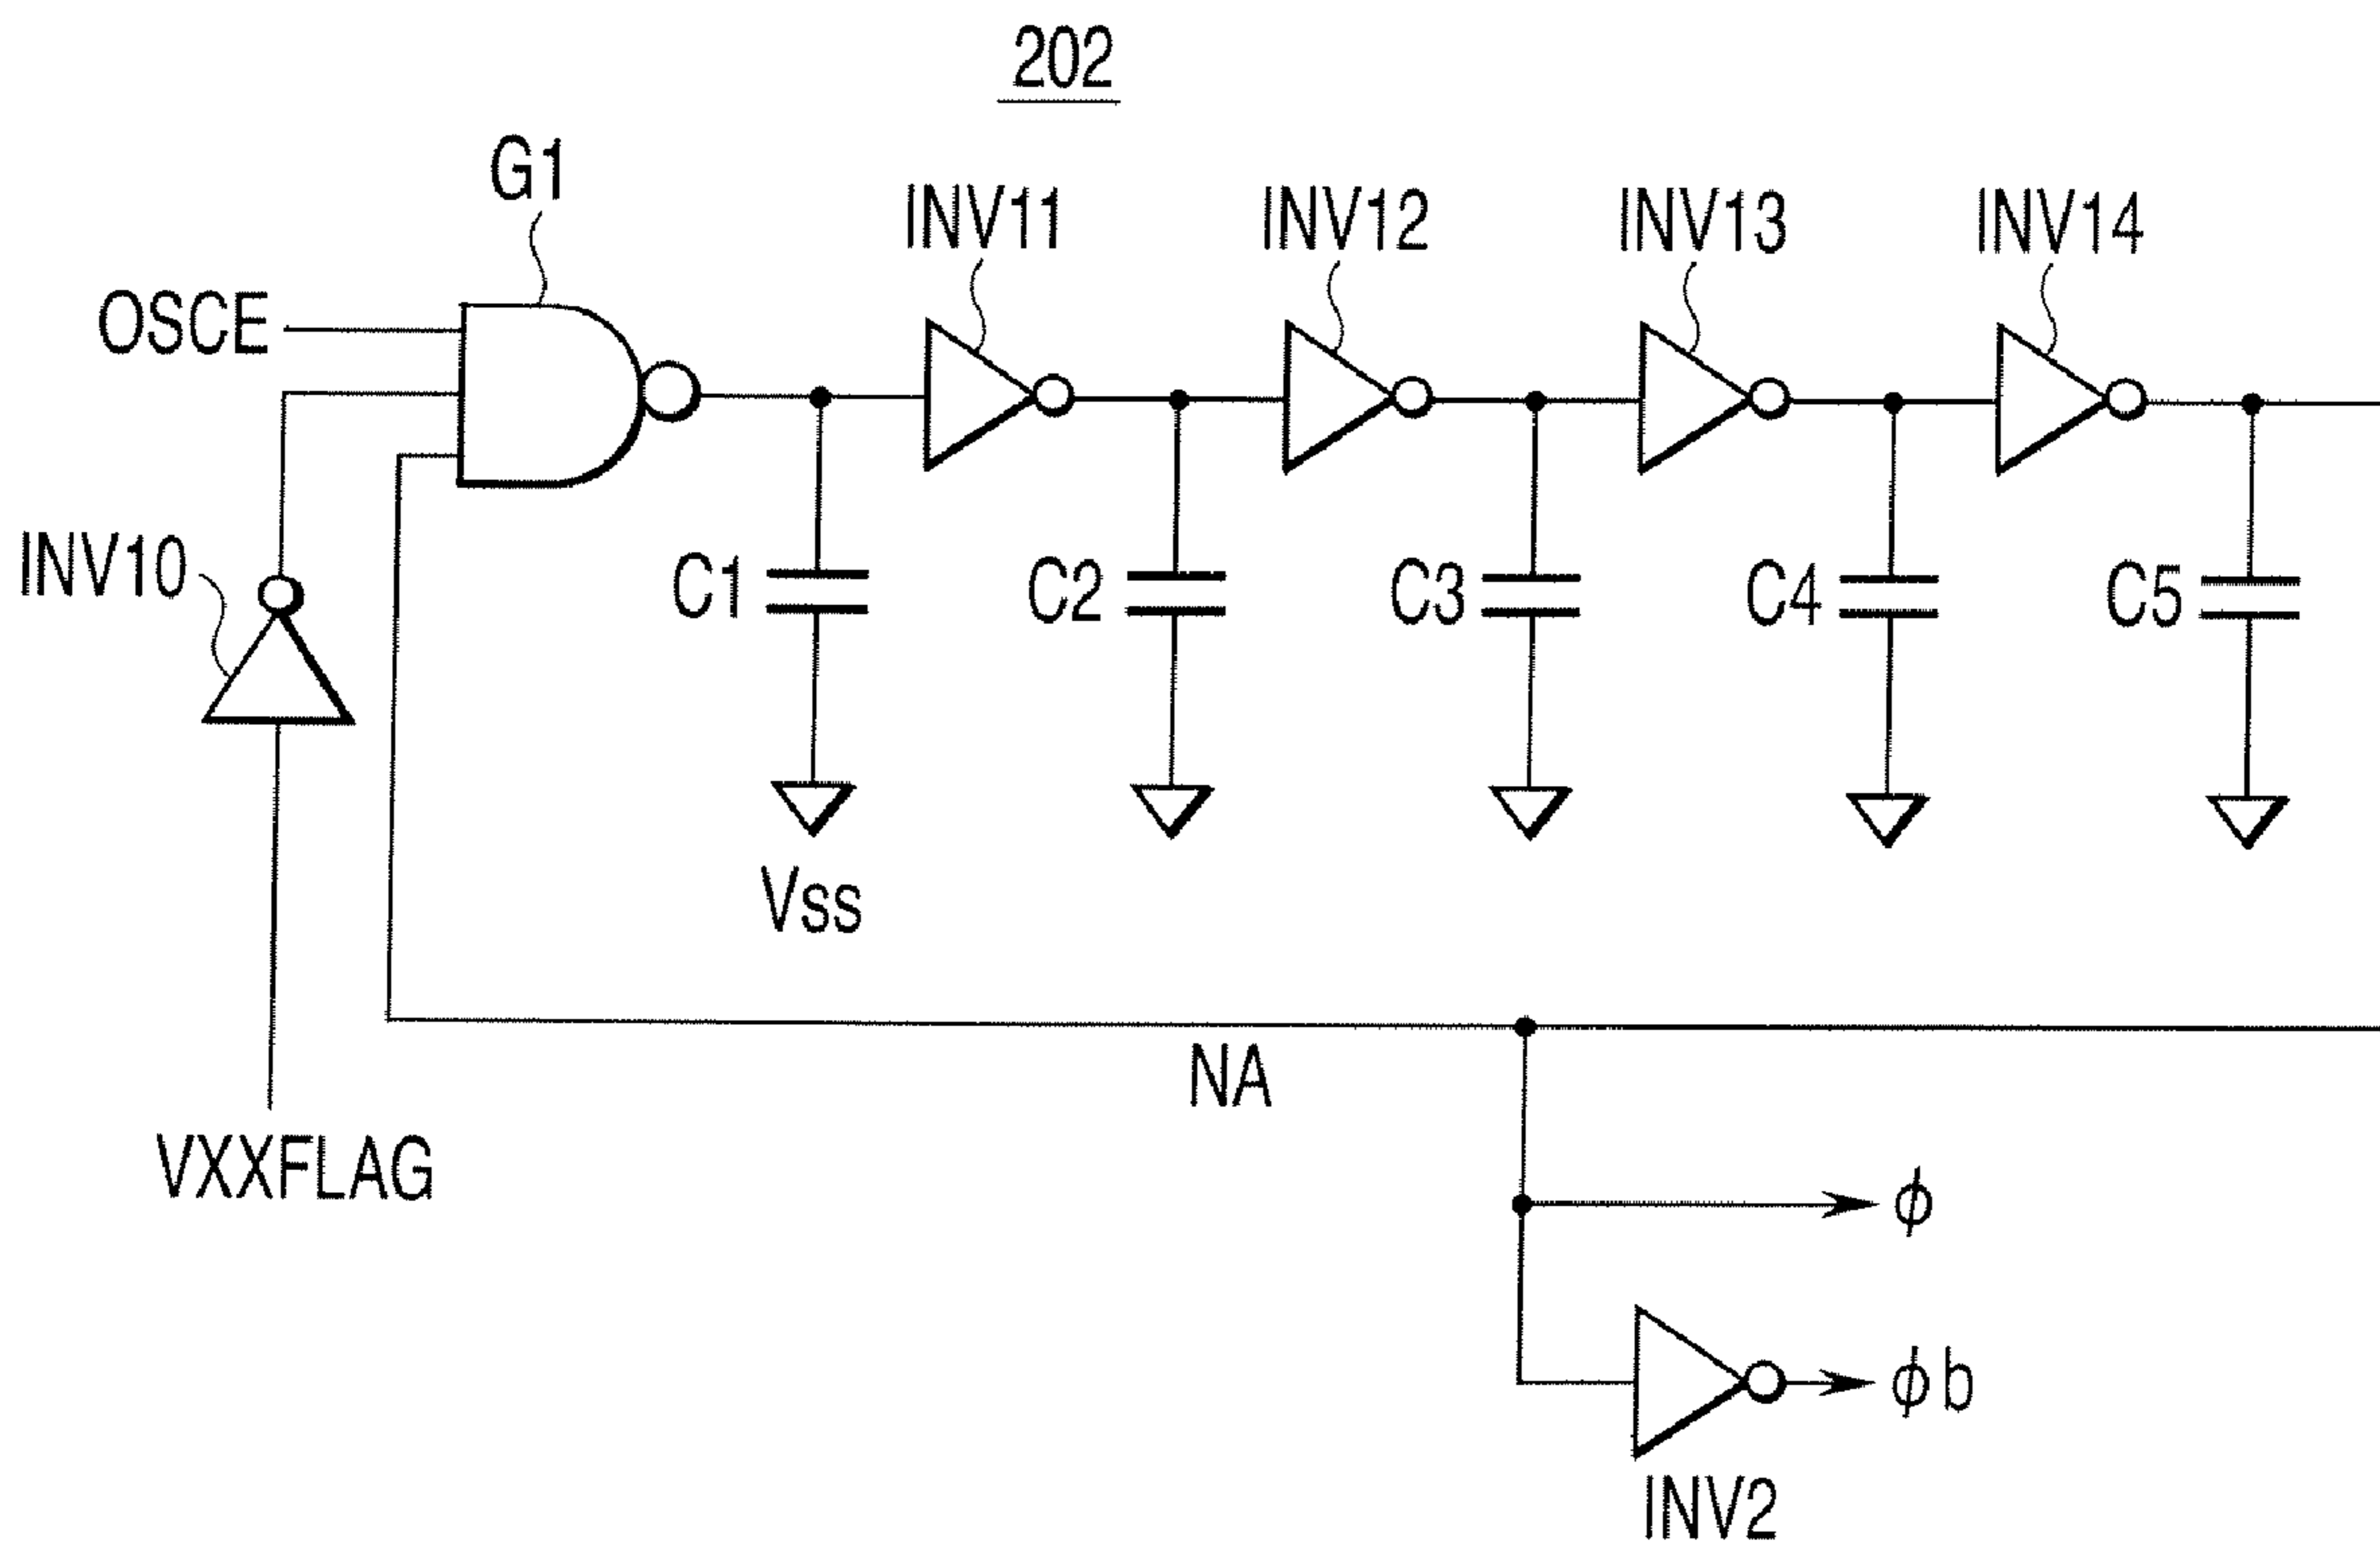 202
G1
INV11
INV12
INV13
INV14
OSCE
INV10
C1
C2
C3
C4
C5
Vss
NA
VXXFLAG
ϕ
ϕb
INV2